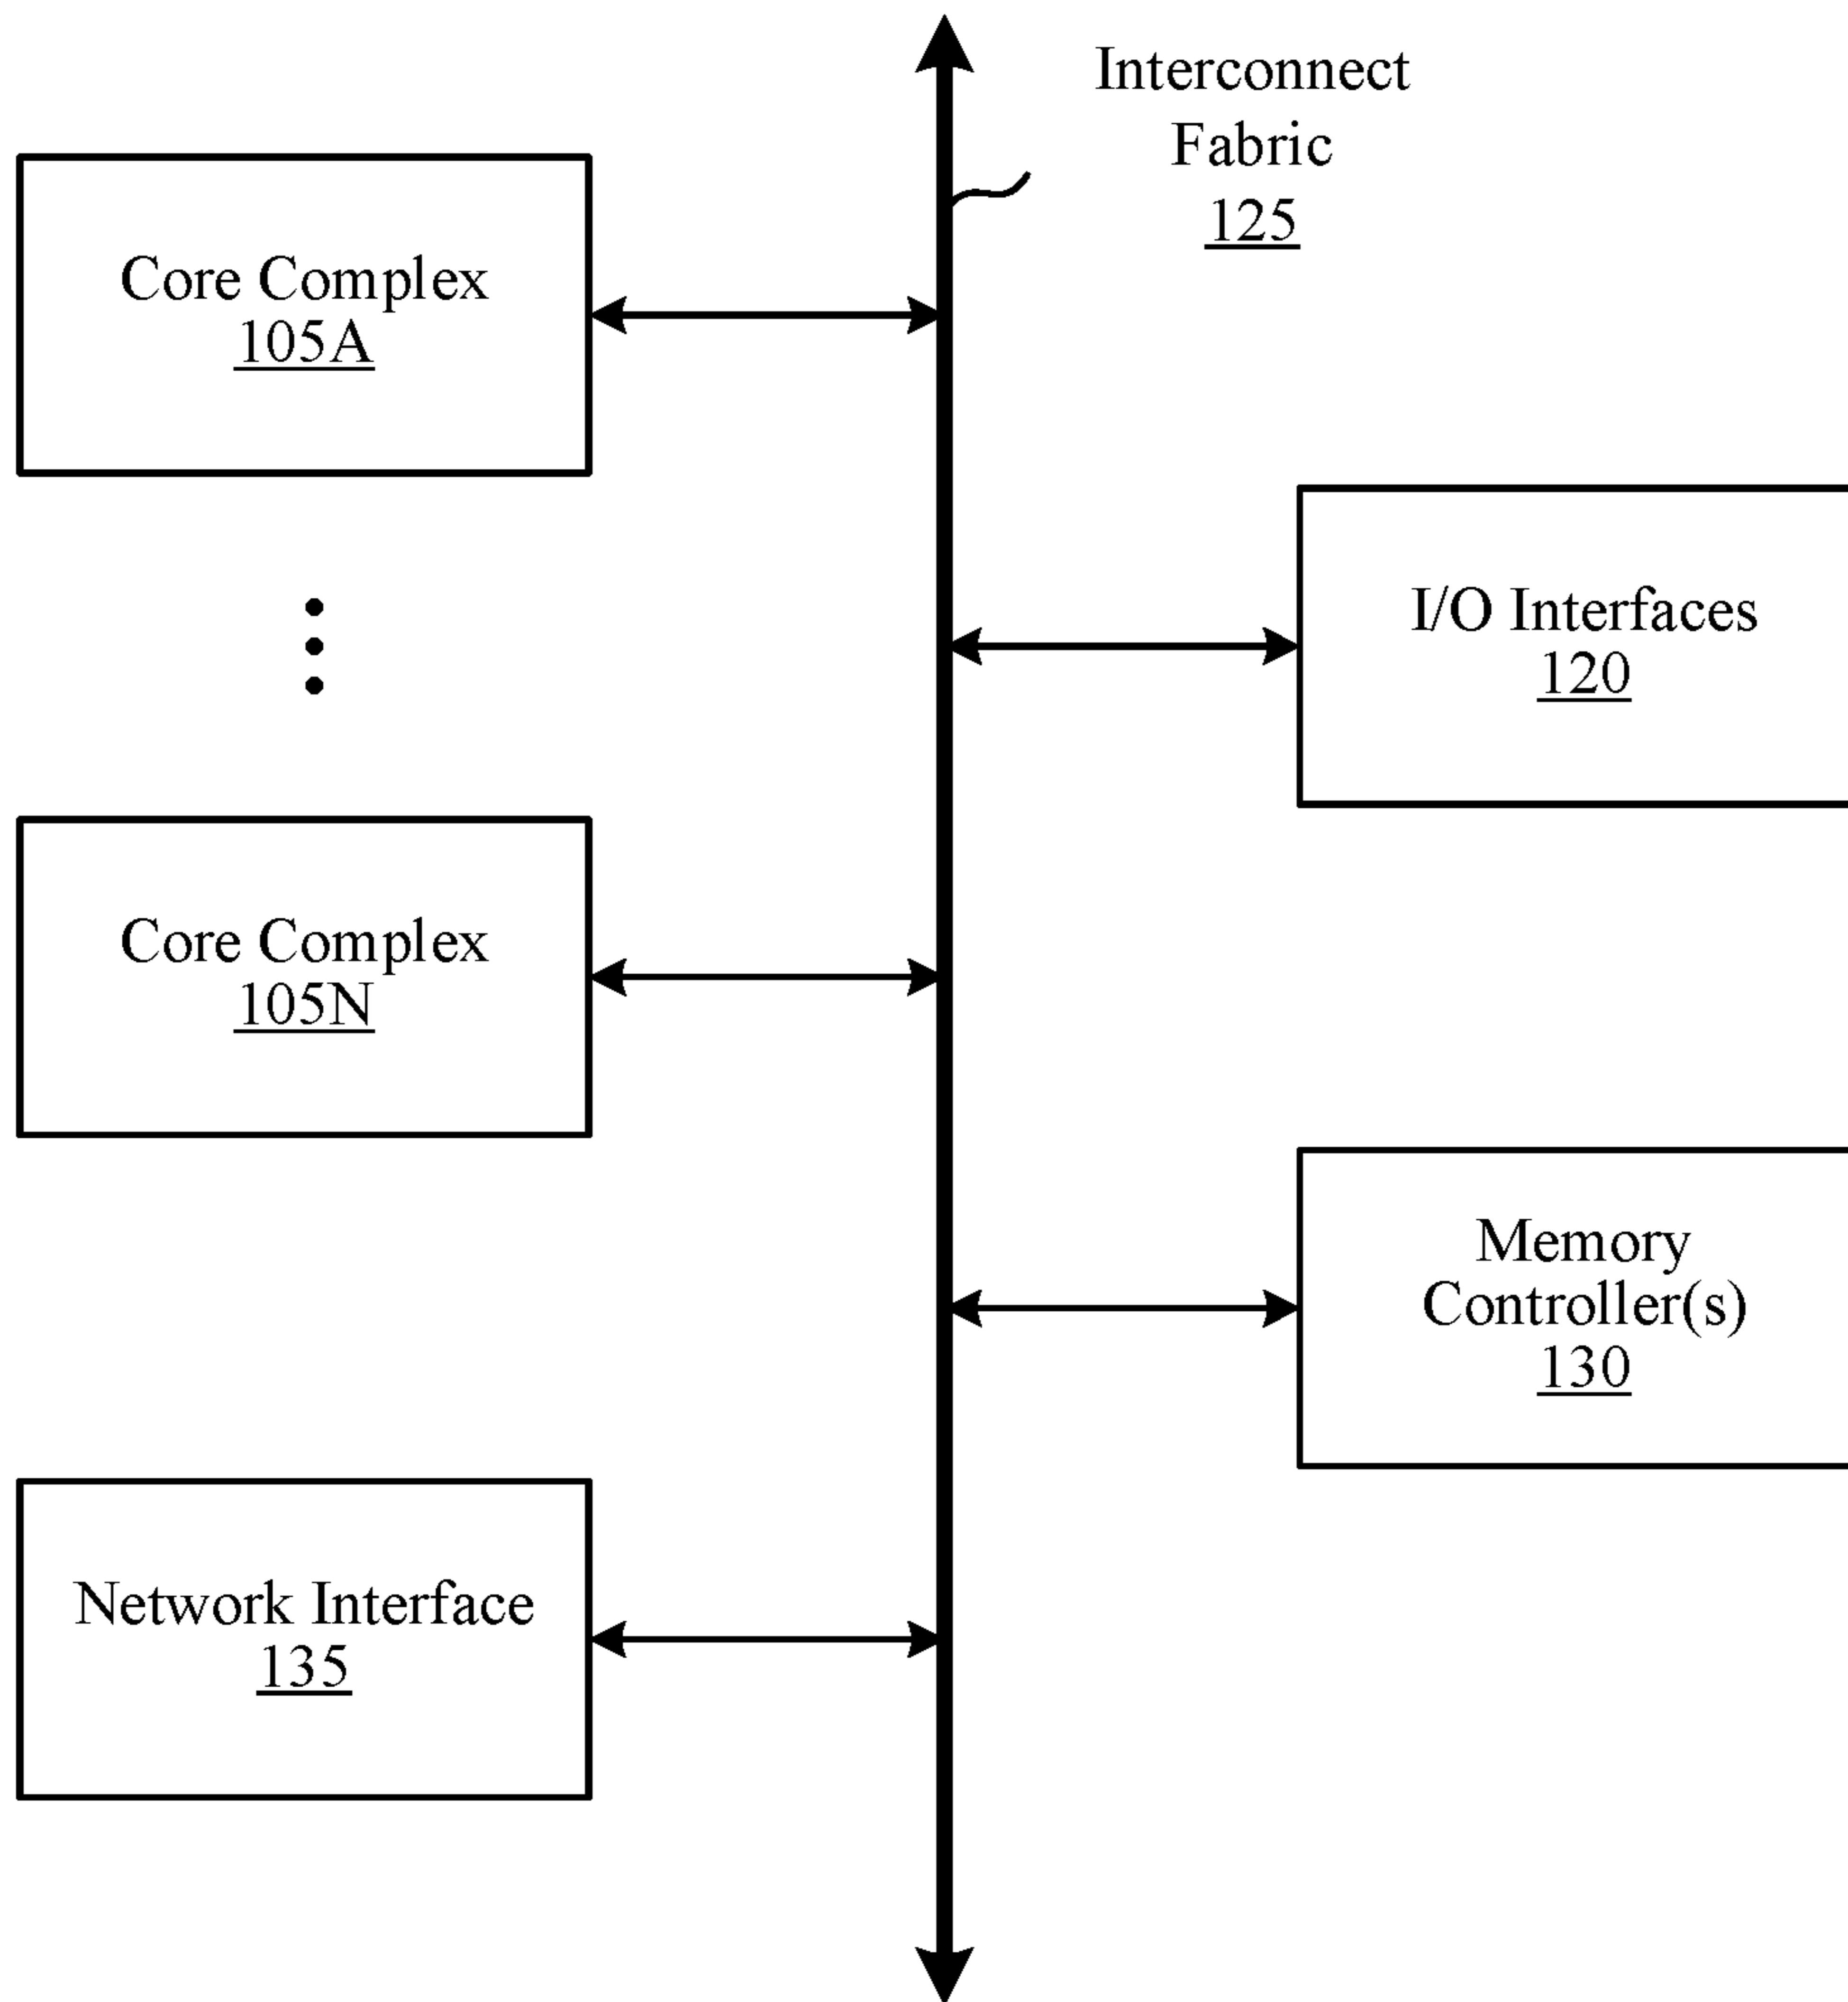 Interconnect
Fabric
125
Core Complex
105A
I/O Interfaces
120
Core Complex
105N
Memory
Controller(s)
130
Network Interface
135